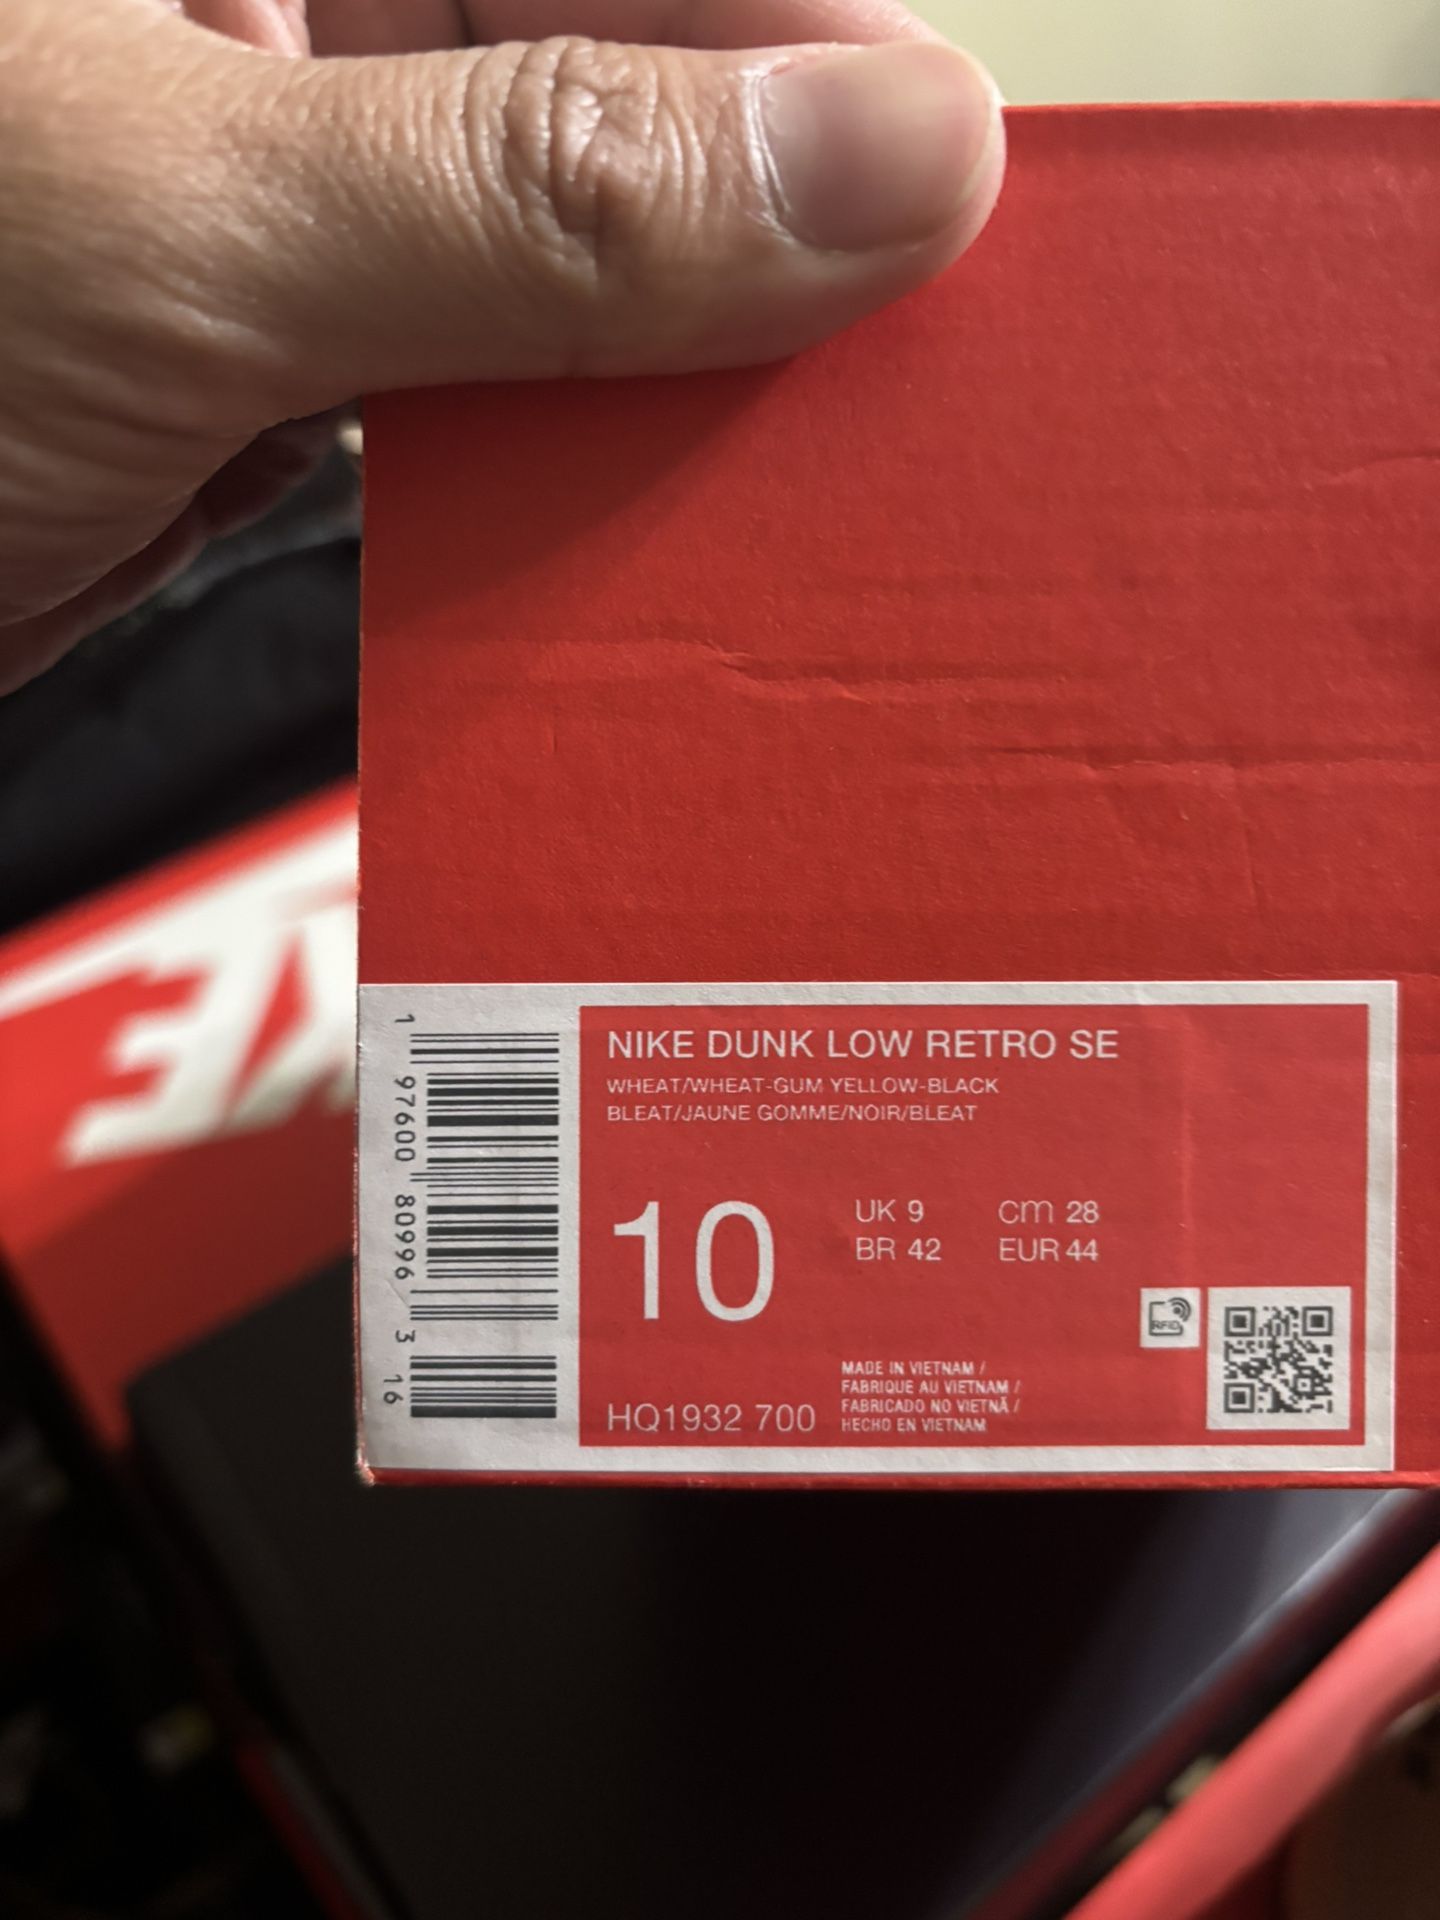 NIKE DUNK LOW RETRO SE
WHEAT/WHEAT-GUM YELLOW-BLACK
BLEAT/JAUNE GOMME/NOIR/BLEAT
10
UK 9
cm 28
BR 42
EUR 44
RFID
MADE IN VIETNAM /
FABRIQUE AU VIETNAM /
FABRICADO NO VIETNÃ /
HECHO EN VIETNAM
HQ1932 700
1 97600 80996 3 16